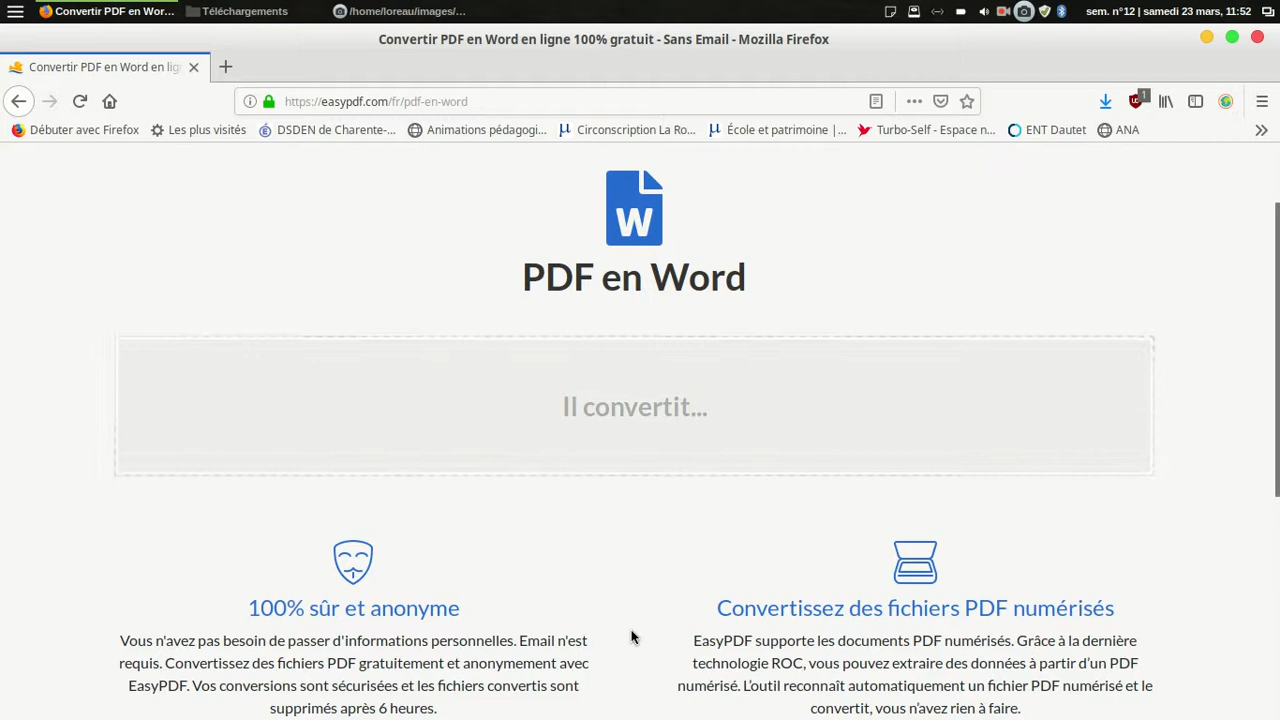 Convertir PDF en Wor...
Téléchargements
/home/loreau/images/...
sem. n°12 | samedi 23 mars, 11:52
Convertir PDF en Word en ligne 100% gratuit - Sans Email - Mozilla Firefox
Convertir PDF en Word en lig
https://easypdf.com/fr/pdf-en-word
1
Débuter avec Firefox
Les plus visités
DSDEN de Charente-...
Animations pédagogi...
Circonscription La Ro...
École et patrimoine |...
Turbo-Self - Espace n...
ENT Dautet
ANA
W
PDF en Word
Il convertit...
100% sûr et anonyme
Vous n'avez pas besoin de passer d'informations personnelles. Email n'est
requis. Convertissez des fichiers PDF gratuitement et anonymement avec
EasyPDF. Vos conversions sont sécurisées et les fichiers convertis sont
supprimés après 6 heures.
Convertissez des fichiers PDF numérisés
EasyPDF supporte les documents PDF numérisés. Grâce à la dernière
technologie ROC, vous pouvez extraire des données à partir d'un PDF
numérisé. L'outil reconnaît automatiquement un fichier PDF numérisé et le
convertit, vous n'avez rien à faire.